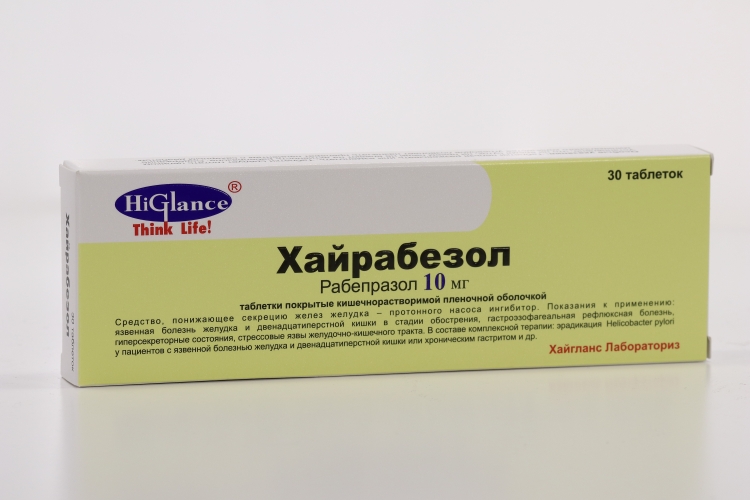 30 таблеток
HiGlance®
Think Life!
Хайрабезол
Рабепразол 10 мг
таблетки покрытые кишечнорастворимой пленочной оболочкой
Средство, понижающее секрецию желез желудка – протонного насоса ингибитор. Показания к применению:
язвенная болезнь желудка и двенадцатиперстной кишки в стадии обострения, гастроэзофагеальная рефлюксная болезнь,
гиперсекреторные состояния, стрессовые язвы желудочно-кишечного тракта. В составе комплексной терапии: эрадикация Helicobacter pylori
у пациентов с язвенной болезнью желудка и двенадцатиперстной кишки или хроническим гастритом и др.
Хайгланс Лабораториз
Хайрабезол
30 таблеток